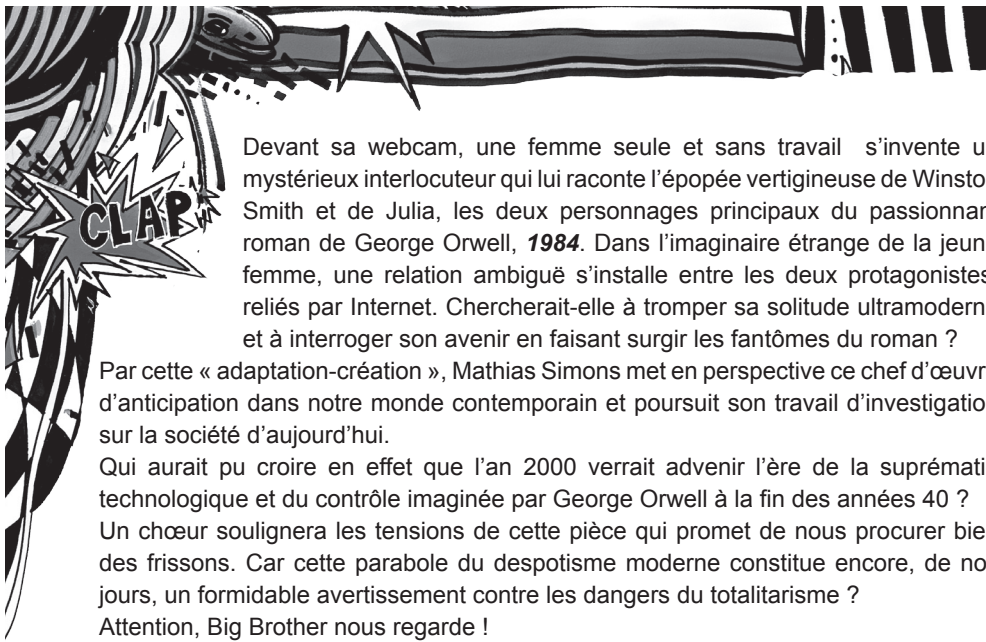 CLAP
Devant sa webcam, une femme seule et sans travail s’invente u
mystérieux interlocuteur qui lui raconte l’épopée vertigineuse de Winsto
Smith et de Julia, les deux personnages principaux du passionnan
roman de George Orwell, 1984. Dans l’imaginaire étrange de la jeun
femme, une relation ambiguë s’installe entre les deux protagonistes
reliés par Internet. Chercherait-elle à tromper sa solitude ultramodern
et à interroger son avenir en faisant surgir les fantômes du roman ?
Par cette « adaptation-création », Mathias Simons met en perspective ce chef d’œuvr
d’anticipation dans notre monde contemporain et poursuit son travail d’investigatio
sur la société d’aujourd’hui.
Qui aurait pu croire en effet que l’an 2000 verrait advenir l’ère de la suprémati
technologique et du contrôle imaginée par George Orwell à la fin des années 40 ?
Un chœur soulignera les tensions de cette pièce qui promet de nous procurer bie
des frissons. Car cette parabole du despotisme moderne constitue encore, de no
jours, un formidable avertissement contre les dangers du totalitarisme ?
Attention, Big Brother nous regarde !